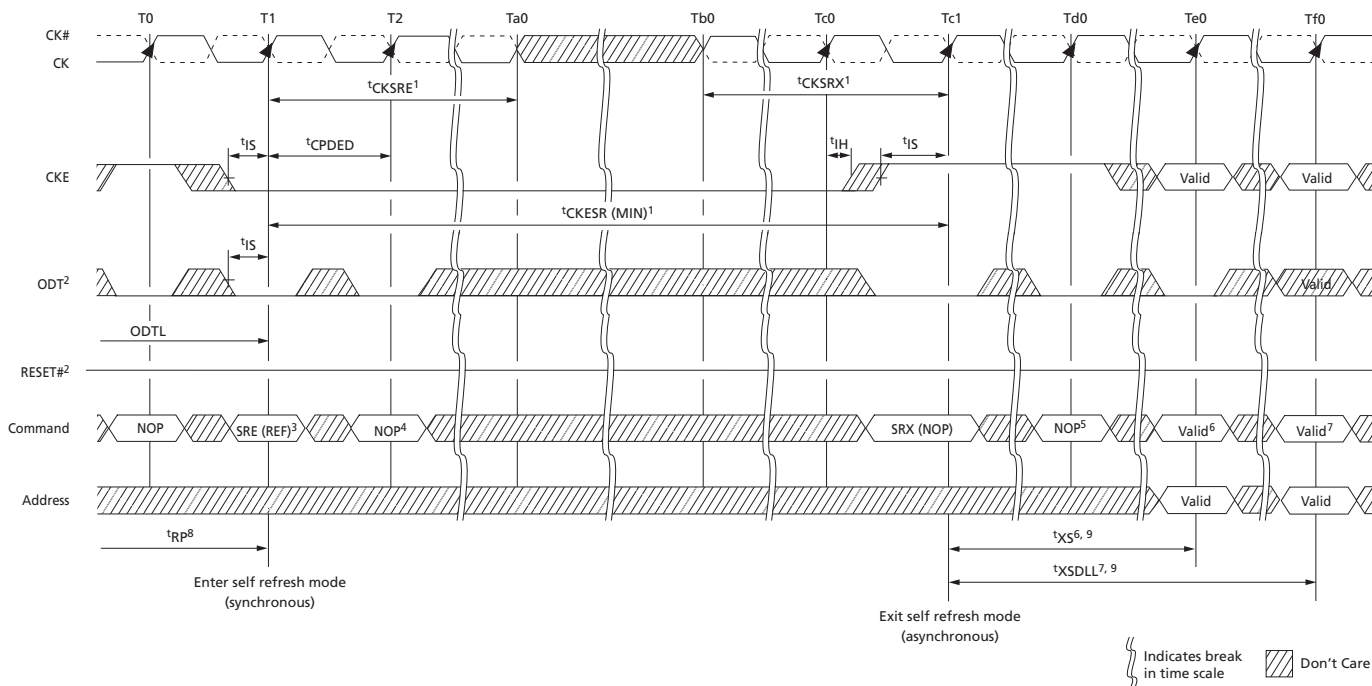 T0 T1 T2 Ta0 Tb0 Tc0 Tc1 Td0 Te0 Tf0
CK#
CK
tCKSRE1 tCKSRX1
tIS tCPDED tIH tIS
CKE Valid Valid
tCKESR (MIN)1
tIS
ODT2 Valid
ODTL
RESET#2
Command NOP SRE (REF)3 NOP4 SRX (NOP) NOP5 Valid6 Valid7
Address Valid Valid
tRP8 tXS6, 9
tXSDLL7, 9
Enter self refresh mode
(synchronous)
Exit self refresh mode
(asynchronous)
Indicates break
in time scale
Don't Care